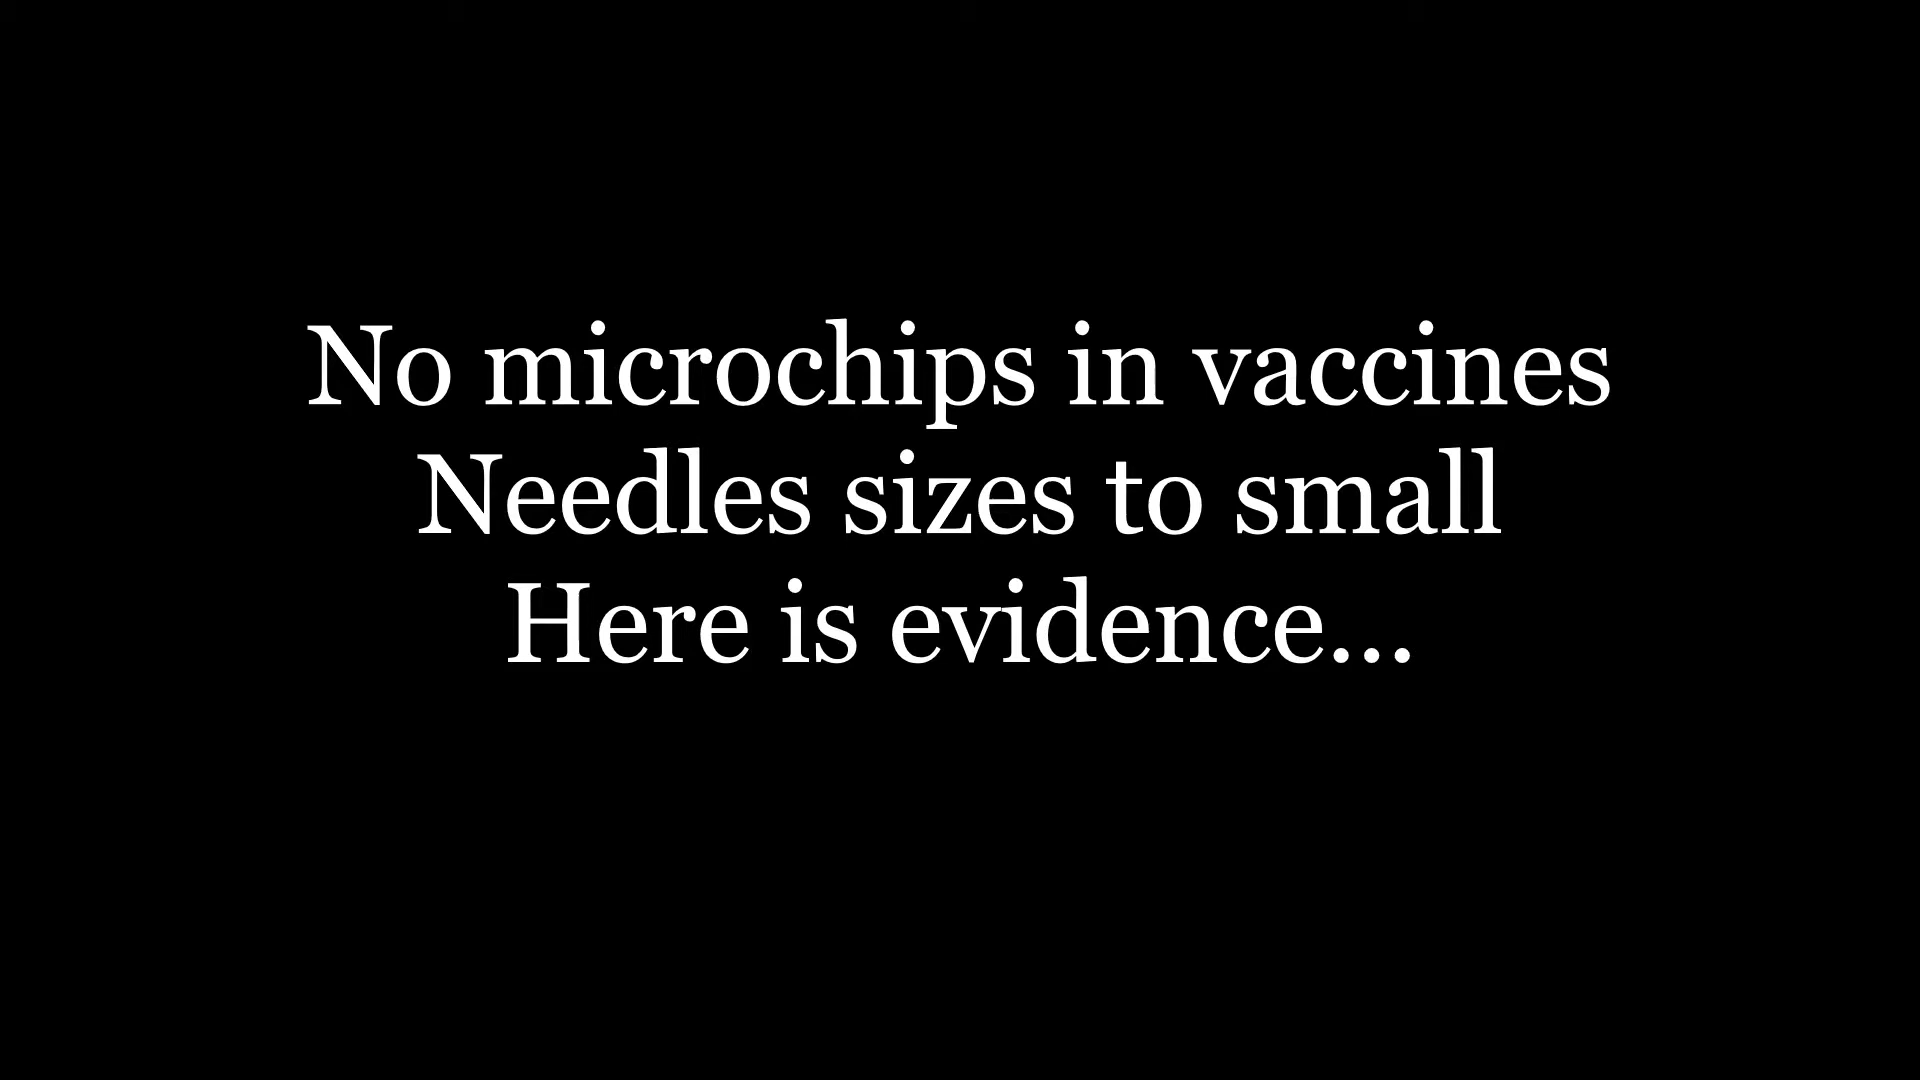 No microchips in vaccines
Needles sizes to small
Here is evidence...